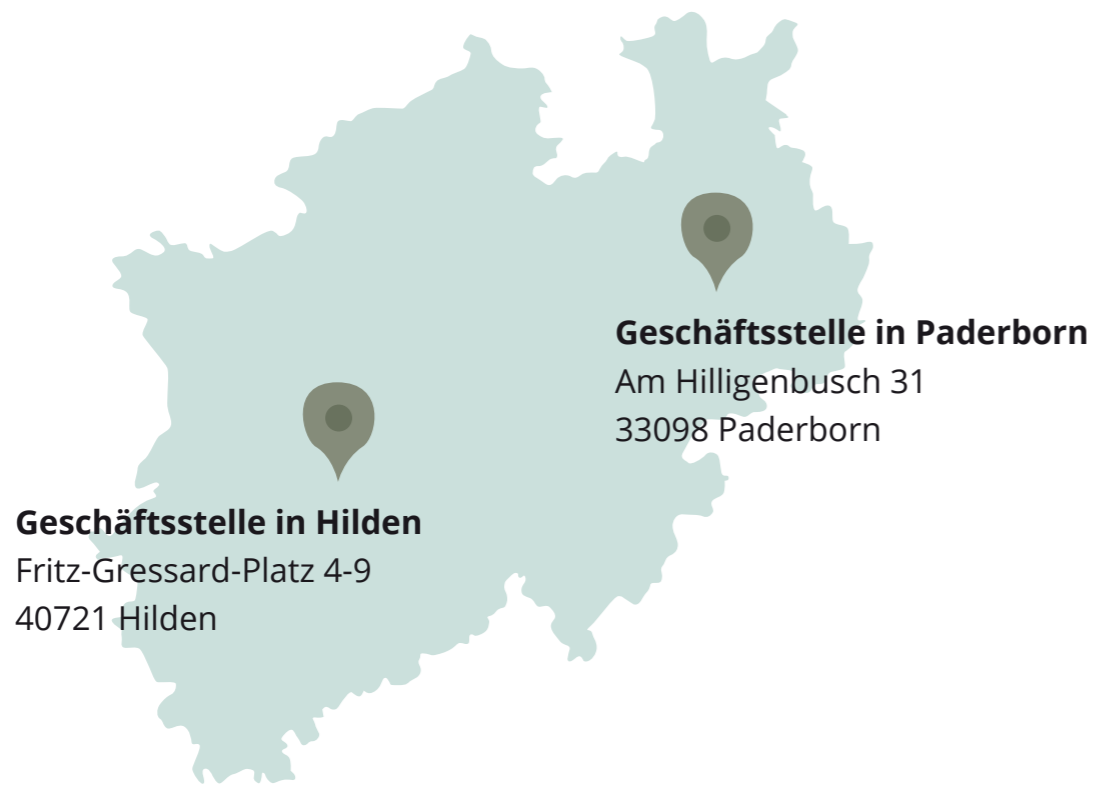 Geschäftsstelle in Paderborn
Am Hilligenbusch 31
33098 Paderborn
Geschäftsstelle in Hilden
Fritz-Gressard-Platz 4-9
40721 Hilden